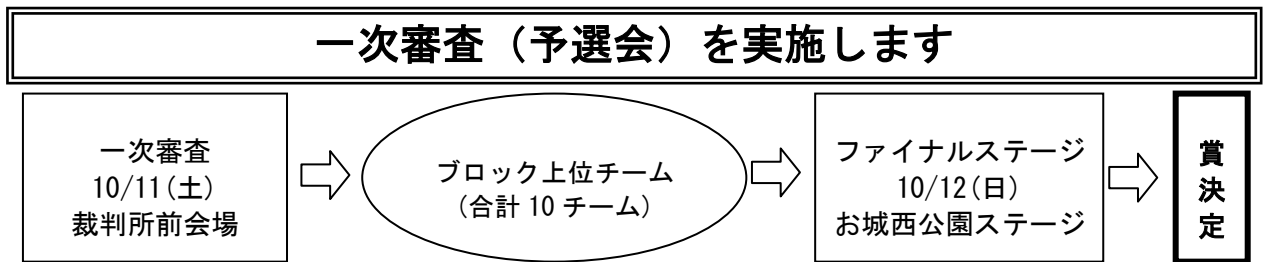 一次審査（予選会）を実施します
一次審査
10/11(土)
裁判所前会場
ブロック上位チーム
(合計 10 チーム)
ファイナルステージ
10/12(日)
お城西公園ステージ
賞決定